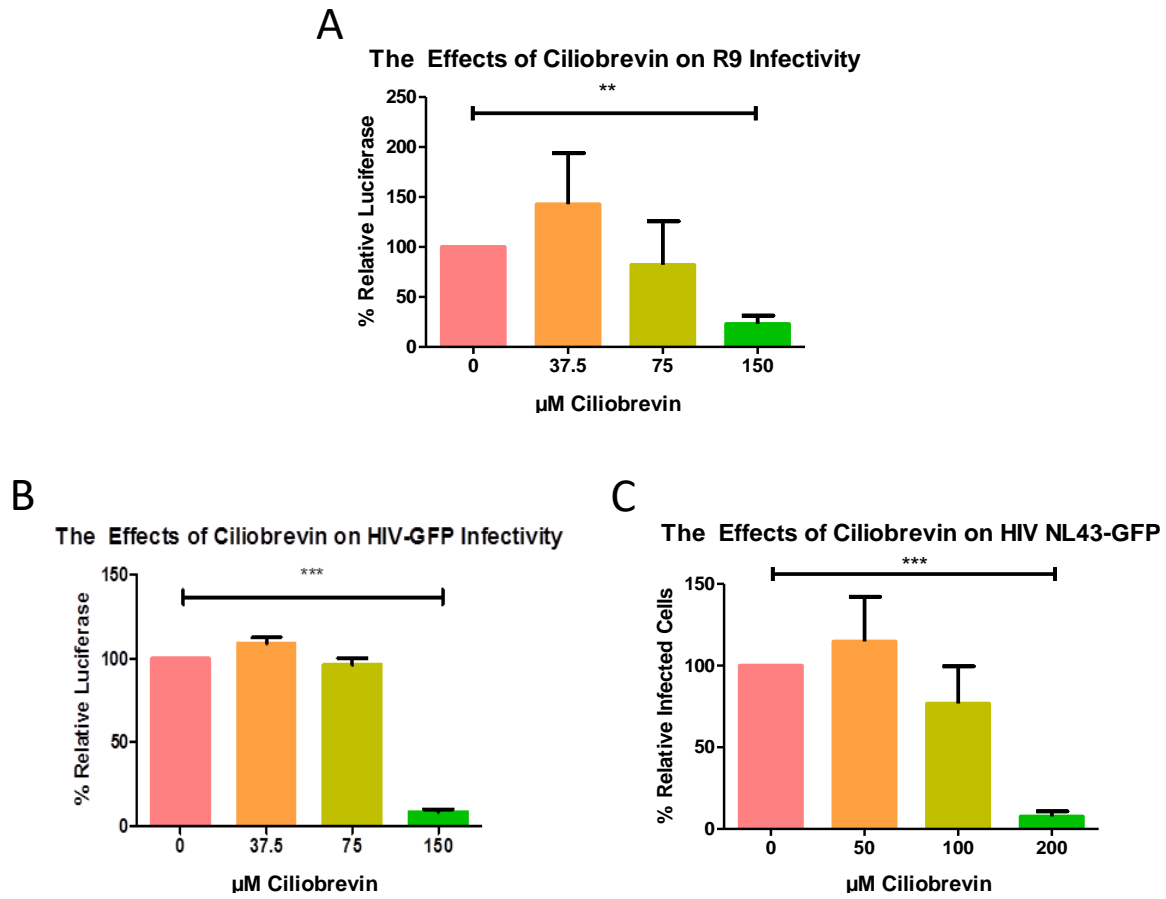 A
The Effects of Ciliobrevin on R9 Infectivity
**
% Relative Luciferase
250
200
150
100
50
0
0 37.5 75 150
µM Ciliobrevin
B
The Effects of Ciliobrevin on HIV-GFP Infectivity
***
% Relative Luciferase
150
100
50
0
0 37.5 75 150
µM Ciliobrevin
C
The Effects of Ciliobrevin on HIV NL43-GFP
***
% Relative Infected Cells
150
100
50
0
0 50 100 200
µM Ciliobrevin